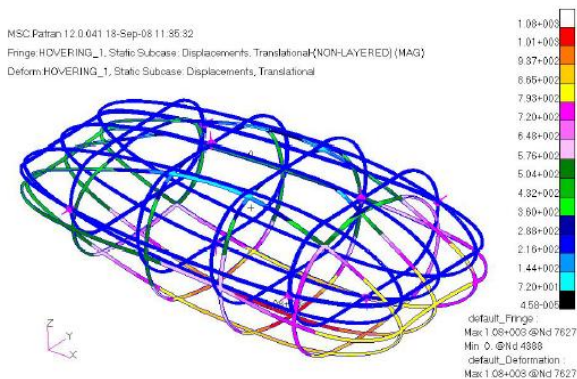 MSC.Patran 12.0.041 18-Sep-08 11:35:32
Fringe:HOVERING_1, Static Subcase: Displacements, Translational-(NON-LAYERED) (MAG)
Deform:HOVERING_1, Static Subcase: Displacements, Translational
1.08+003
1.01+003
9.37+002
8.65+002
7.93+002
7.20+002
6.48+002
5.76+002
5.04+002
4.32+002
3.60+002
2.88+002
2.16+002
1.44+002
7.20+001
4.58-005
default_Fringe :
Max 1.08+003 @Nd 7627
Min 0. @Nd 4388
default_Deformation :
Max 1.08+003 @Nd 7627
Z
Y
X